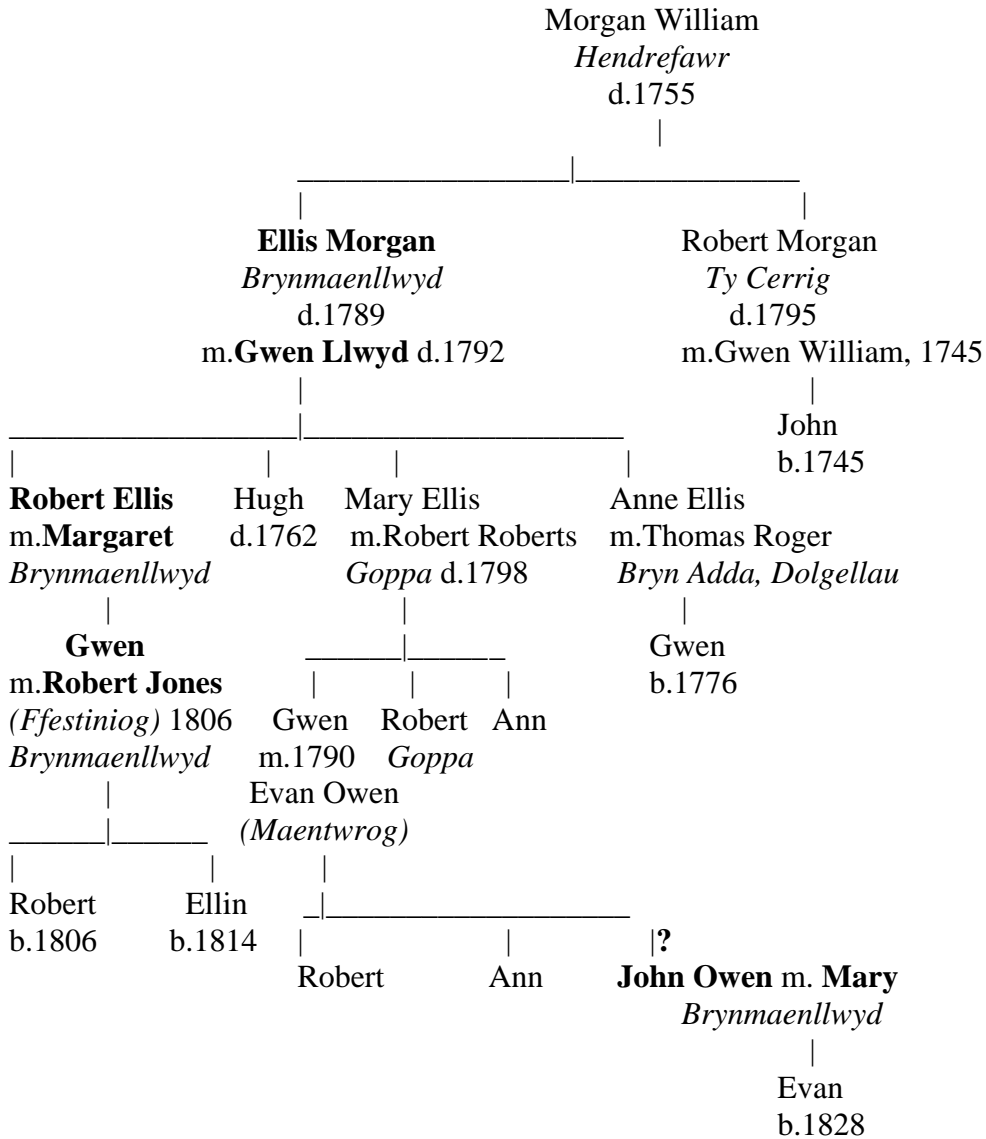 Morgan William
Hendrefawr
d.1755
Ellis Morgan Robert Morgan
Brynmaenllwyd Ty Cerrig
d.1789 d.1795
m.Gwen Llwyd d.1792 m.Gwen William, 1745
John
b.1745
Robert Ellis Hugh Mary Ellis Anne Ellis
m.Margaret d.1762 m.Robert Roberts m.Thomas Roger
Brynmaenllwyd Goppa d.1798 Bryn Adda, Dolgellau
Gwen Gwen
m.Robert Jones b.1776
(Ffestiniog) 1806 Gwen Robert Ann
Brynmaenllwyd m.1790 Goppa
Evan Owen
(Maentwrog)
Robert Ellin
b.1806 b.1814 ?
Robert Ann John Owen m. Mary
Brynmaenllwyd
Evan
b.1828